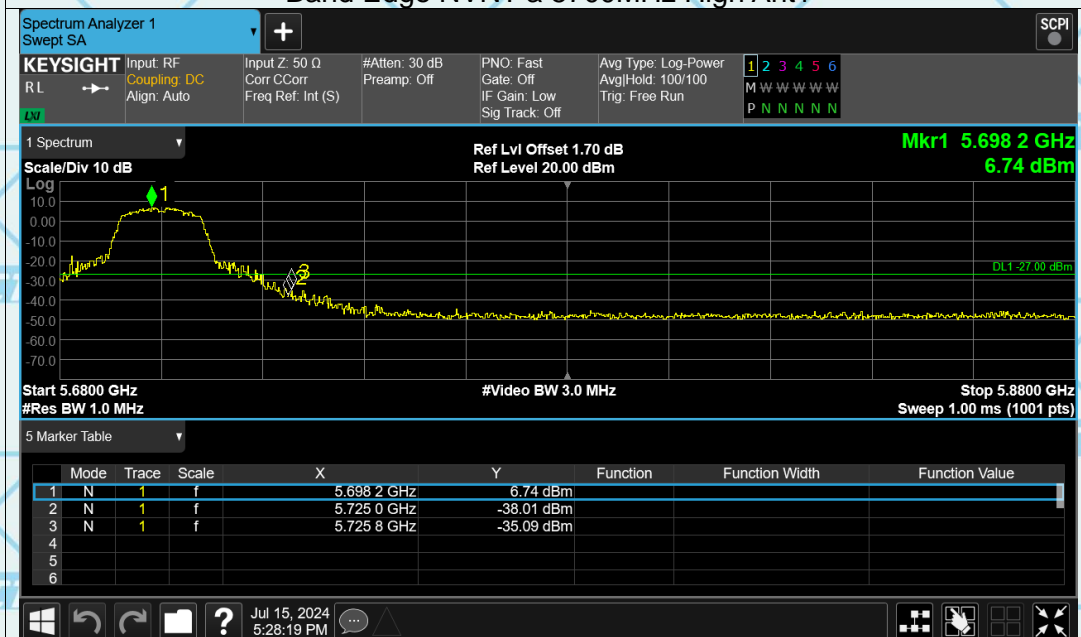 Spectrum Analyzer 1
Swept SA
+
SCPI
KEYSIGHT
RL
LXI
Input: RF
Coupling: DC
Align: Auto
Input Z: 50 Ω
Corr CCorr
Freq Ref: Int (S)
#Atten: 30 dB
Preamp: Off
PNO: Fast
Gate: Off
IF Gain: Low
Sig Track: Off
Avg Type: Log-Power
Avg|Hold: 100/100
Trig: Free Run
1 2 3 4 5 6
M W W W W W
P N N N N N
1 Spectrum
Scale/Div 10 dB
Ref Lvl Offset 1.70 dB
Ref Level 20.00 dBm
Mkr1 5.698 2 GHz
6.74 dBm
Log
10.0
0.00
-10.0
-20.0
-30.0
-40.0
-50.0
-60.0
-70.0
1
3
2
DL1 -27.00 dBm
Start 5.6800 GHz
#Res BW 1.0 MHz
#Video BW 3.0 MHz
Stop 5.8800 GHz
Sweep 1.00 ms (1001 pts)
5 Marker Table
Mode Trace Scale X Y Function Function Width Function Value
1 N 1 f 5.698 2 GHz 6.74 dBm
2 N 1 f 5.725 0 GHz -38.01 dBm
3 N 1 f 5.725 8 GHz -35.09 dBm
4
5
6
?
Jul 15, 2024
5:28:19 PM